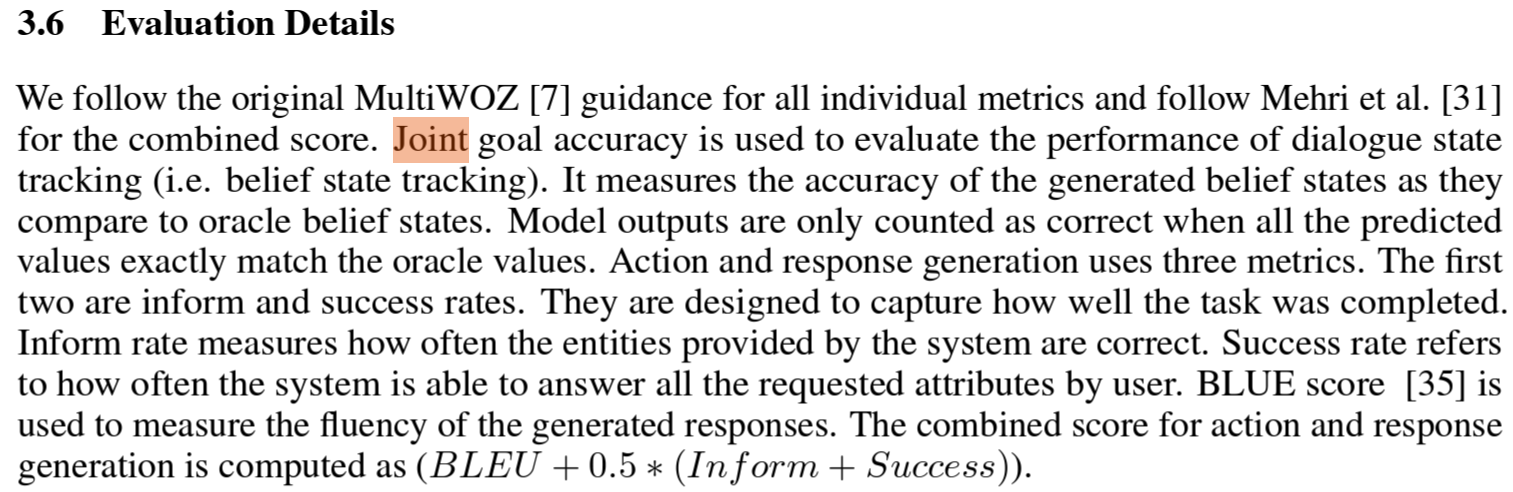 3.6 Evaluation Details
We follow the original MultiWOZ [7] guidance for all individual metrics and follow Mehri et al. [31]
for the combined score. Joint goal accuracy is used to evaluate the performance of dialogue state
tracking (i.e. belief state tracking). It measures the accuracy of the generated belief states as they
compare to oracle belief states. Model outputs are only counted as correct when all the predicted
values exactly match the oracle values. Action and response generation uses three metrics. The first
two are inform and success rates. They are designed to capture how well the task was completed.
Inform rate measures how often the entities provided by the system are correct. Success rate refers
to how often the system is able to answer all the requested attributes by user. BLUE score [35] is
used to measure the fluency of the generated responses. The combined score for action and response
generation is computed as (BLEU + 0.5 ∗ (Inform + Success)).